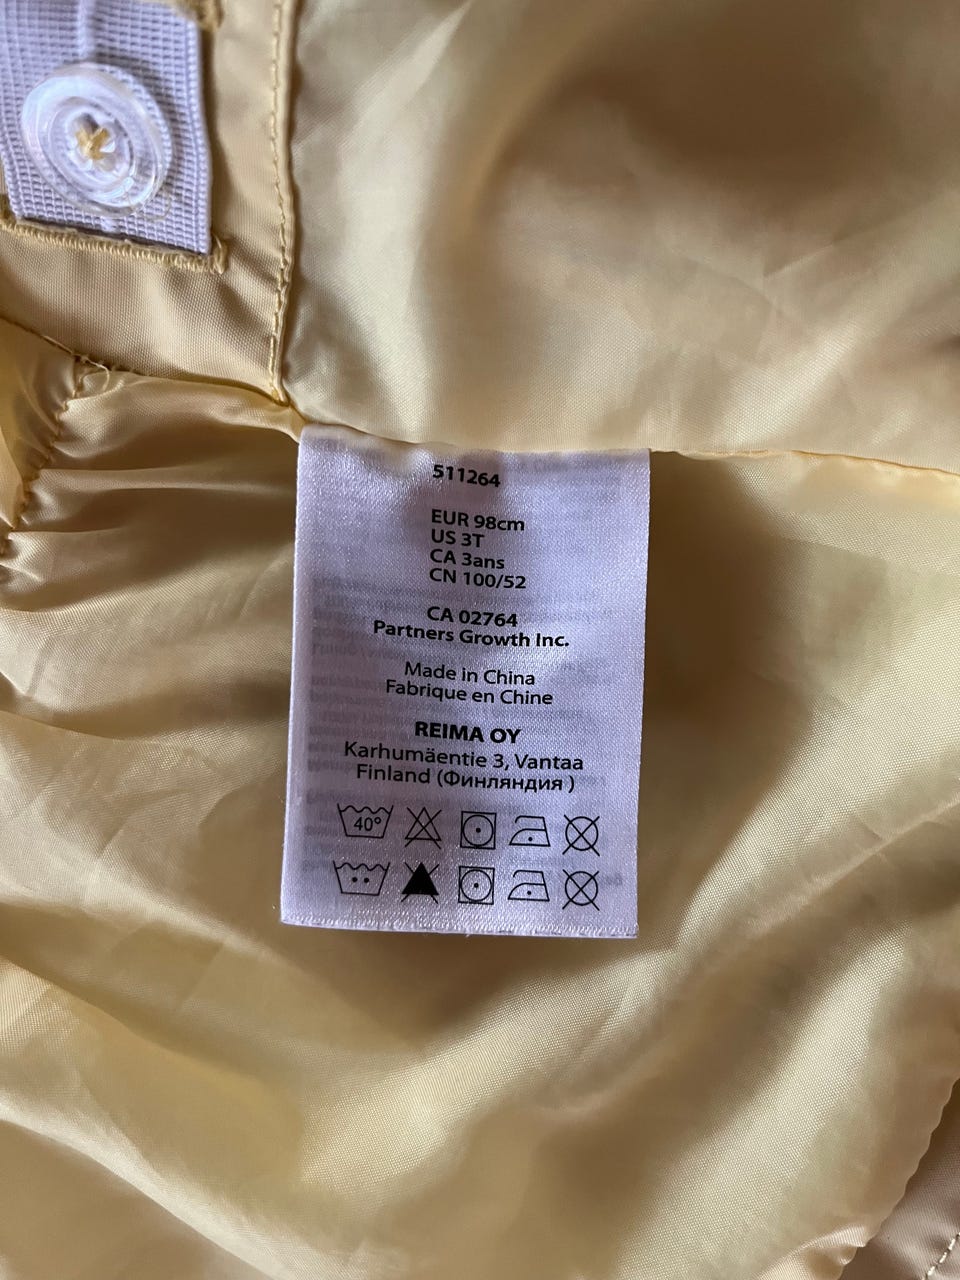 511264
EUR 98cm
US 3T
CA 3ans
CN 100/52
CA 02764
Partners Growth Inc.
Made in China
Fabrique en Chine
REIMA OY
Karhumäentie 3, Vantaa
Finland (Финляндия )
40°